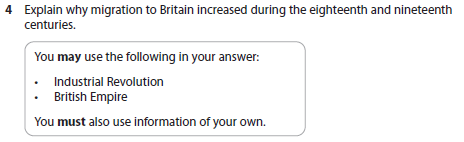 4 Explain why migration to Britain increased during the eighteenth and nineteenth
centuries.
You may use the following in your answer:
• Industrial Revolution
• British Empire
You must also use information of your own.